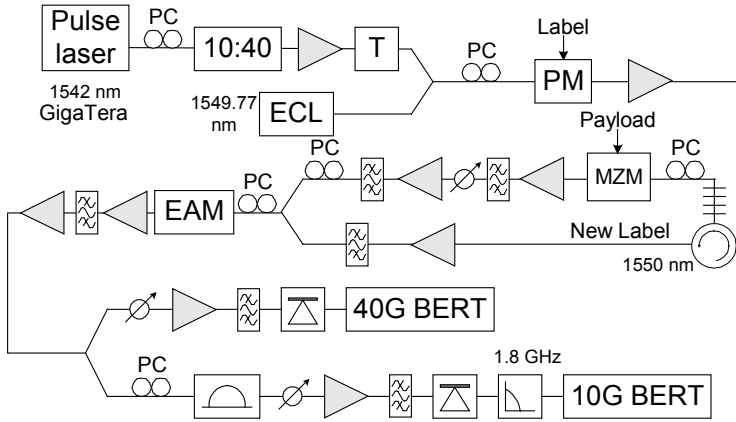 Pulse
laser
PC
10:40
T
1542 nm
GigaTera
1549.77
nm
ECL
PC
Label
PM
Payload
PC
MZM
PC
PC
EAM
New Label
1550 nm
40G BERT
PC
1.8 GHz
10G BERT